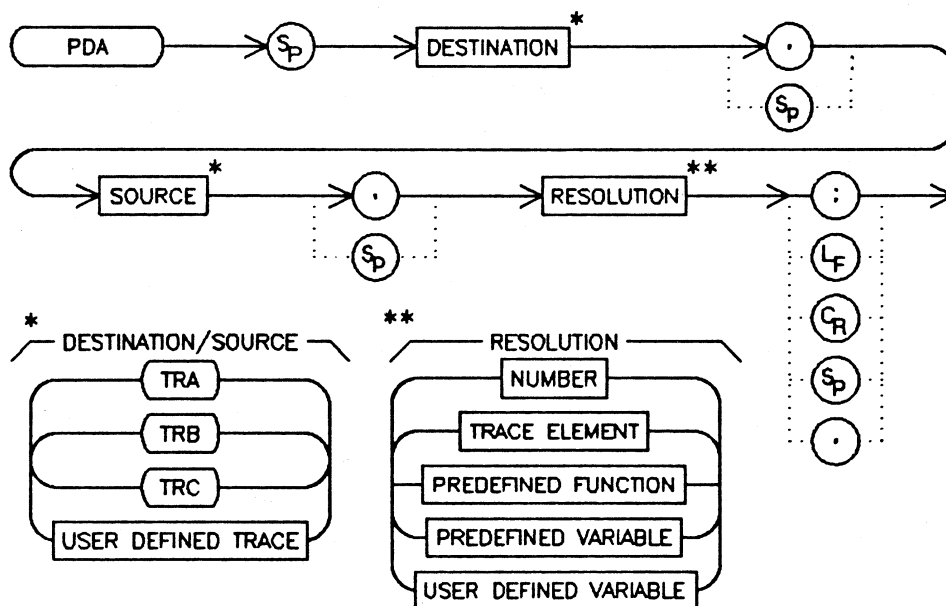 PDA SP DESTINATION * ,
SP
SOURCE * , RESOLUTION ** ;
SP LF
CR
SP
,
* DESTINATION/SOURCE
TRA
TRB
TRC
USER DEFINED TRACE
** RESOLUTION
NUMBER
TRACE ELEMENT
PREDEFINED FUNCTION
PREDEFINED VARIABLE
USER DEFINED VARIABLE